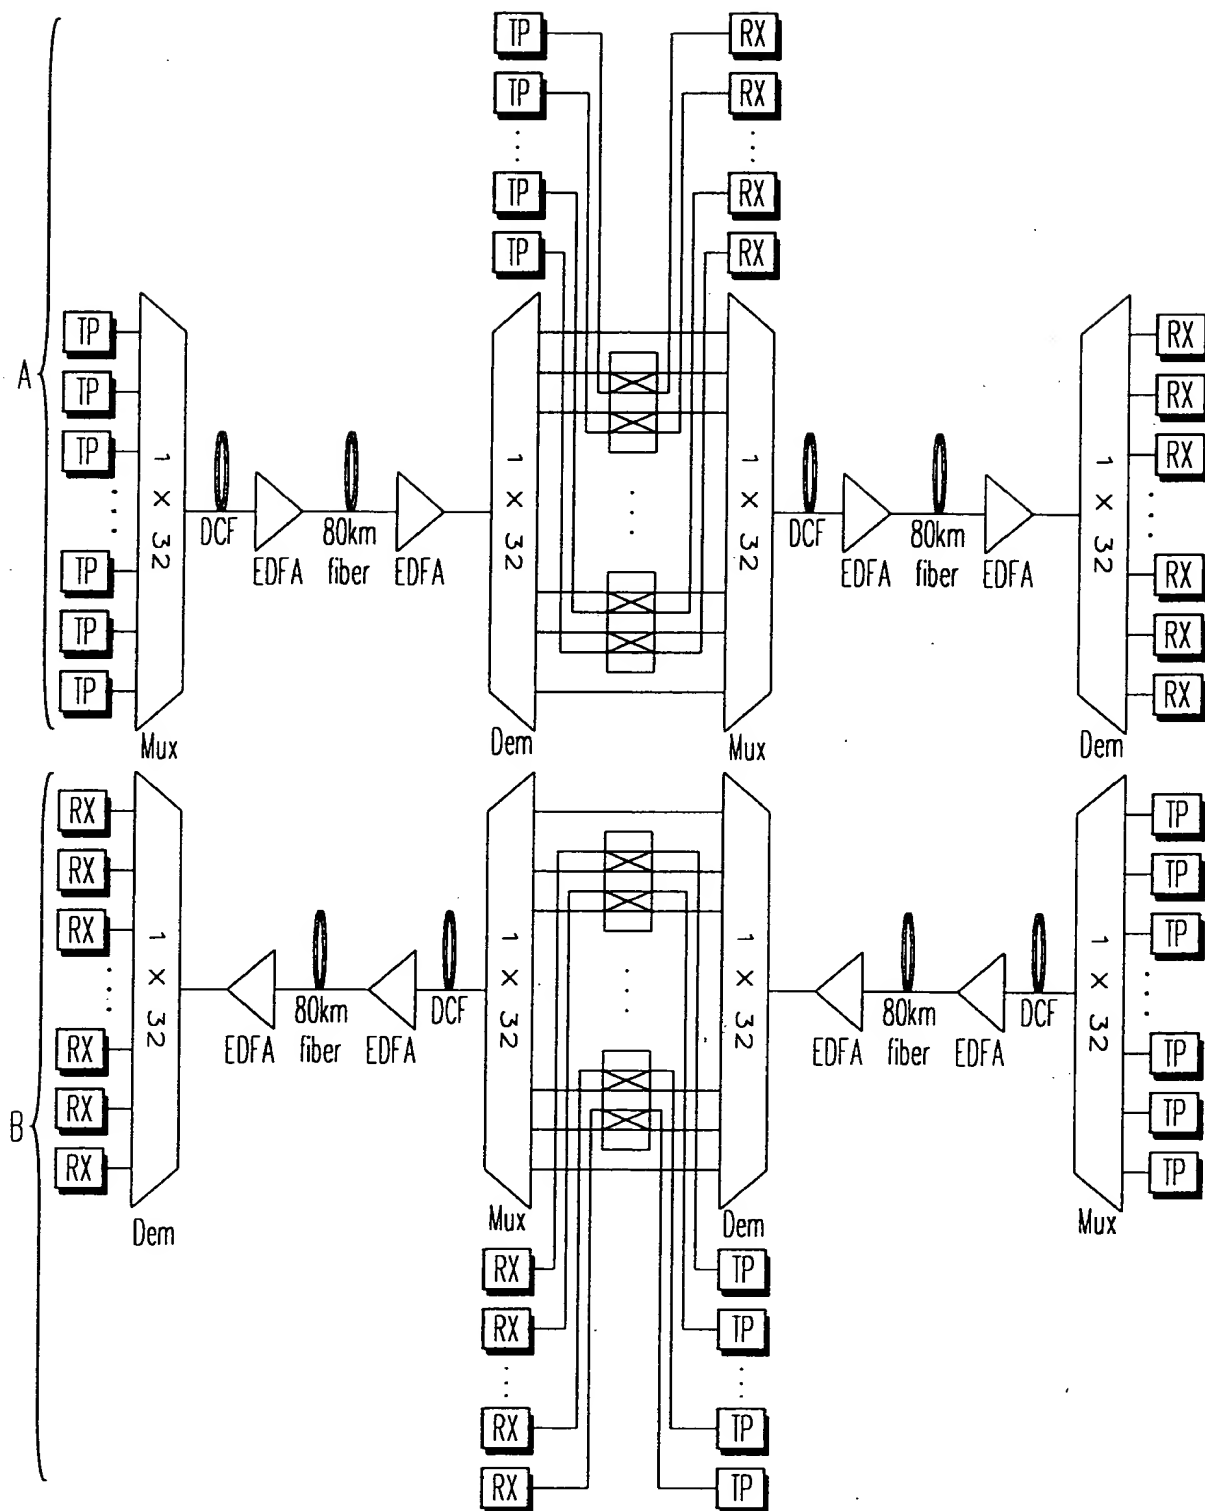 TP RX
TP RX
TP RX
TP RX
A
TP RX
TP RX
TP RX
TP RX
TP RX
TP RX
1 X 32 1 X 32 1 X 32 1 X 32
DCF EDFA 80km fiber EDFA DCF EDFA 80km fiber EDFA
Mux Dem Mux Dem
B
RX TP
RX TP
RX TP
RX TP
RX TP
RX TP
1 X 32 1 X 32 1 X 32 1 X 32
EDFA 80km fiber EDFA DCF EDFA 80km fiber EDFA DCF
Dem Mux Dem Mux
RX TP
RX TP
RX TP
RX TP